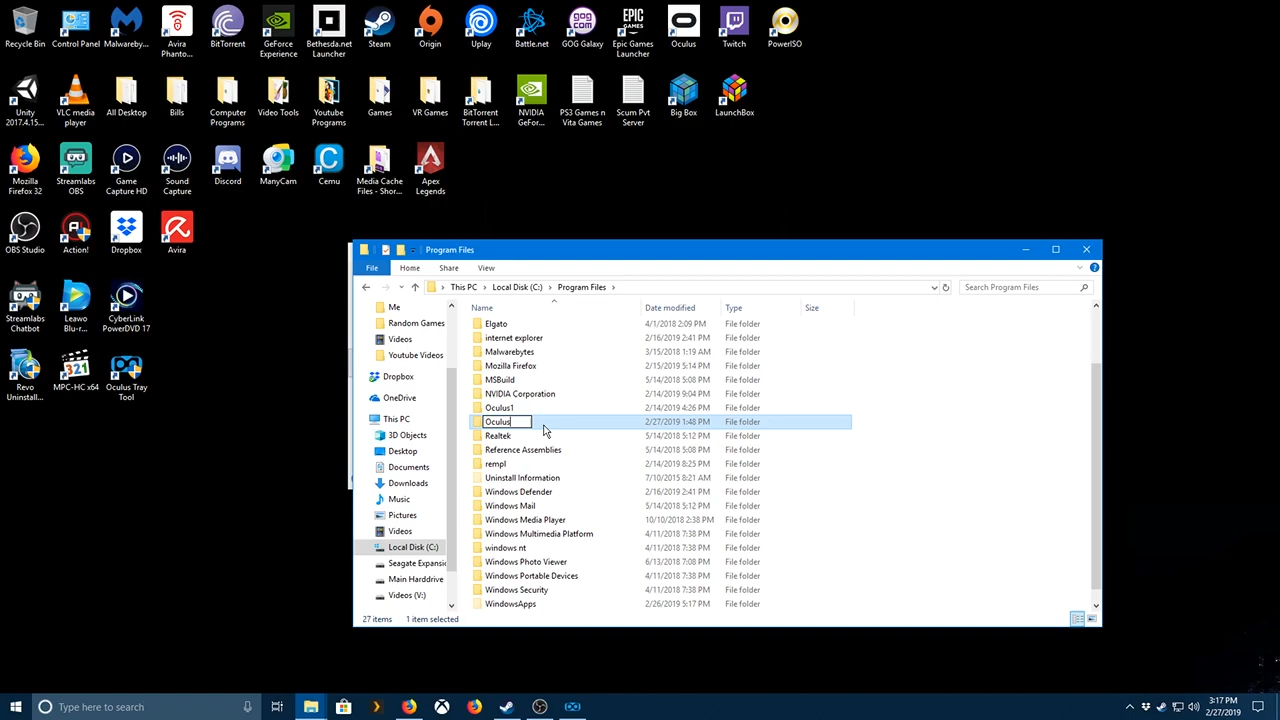 Recycle Bin
Control Panel
Malwareby...
Avira
Phanto...
BitTorrent
GeForce
Experience
Bethesda.net
Launcher
Steam
Origin
Uplay
Battle.net
GOG Galaxy
Epic Games
Launcher
Oculus
Twitch
PowerISO
Unity
2017.4.15...
VLC media
player
All Desktop
Bills
Computer
Programs
Video Tools
Youtube
Programs
Games
VR Games
BitTorrent
Torrent L...
NVIDIA
GeFor...
PS3 Games n
Vita Games
Scum Pvt
Server
Big Box
LaunchBox
Mozilla
Firefox 32
Streamlabs
OBS
Game
Capture HD
Sound
Capture
Discord
ManyCam
Cemu
Media Cache
Files - Shor...
Apex
Legends
OBS Studio
Action!
Dropbox
Avira
Streamlabs
Chatbot
Leawo
Blu-r...
CyberLink
PowerDVD 17
Revo
Uninstall...
MPC-HC x64
Oculus Tray
Tool
Program Files
File Home Share View
This PC > Local Disk (C:) > Program Files >
Search Program Files
Name Date modified Type Size
Me
Random Games
Videos
Youtube Videos
Dropbox
OneDrive
This PC
3D Objects
Desktop
Documents
Downloads
Music
Pictures
Videos
Local Disk (C:)
Seagate Expansi
Main Harddrive
Videos (V:)
Elgato 4/1/2018 2:09 PM File folder
internet explorer 2/16/2019 2:41 PM File folder
Malwarebytes 3/15/2018 1:19 AM File folder
Mozilla Firefox 2/15/2019 5:14 PM File folder
MSBuild 5/14/2018 5:08 PM File folder
NVIDIA Corporation 2/14/2019 9:04 PM File folder
Oculus1 2/14/2019 4:26 PM File folder
Oculus 2/27/2019 1:48 PM File folder
Realtek 5/14/2018 5:12 PM File folder
Reference Assemblies 5/14/2018 5:08 PM File folder
rempl 2/14/2019 8:25 PM File folder
Uninstall Information 7/10/2015 8:21 AM File folder
Windows Defender 2/16/2019 2:41 PM File folder
Windows Mail 5/14/2018 5:12 PM File folder
Windows Media Player 10/10/2018 2:38 PM File folder
Windows Multimedia Platform 4/11/2018 7:38 PM File folder
windows nt 4/11/2018 7:38 PM File folder
Windows Photo Viewer 6/13/2018 7:08 PM File folder
Windows Portable Devices 4/11/2018 7:38 PM File folder
Windows Security 4/11/2018 7:38 PM File folder
WindowsApps 2/26/2019 5:17 PM File folder
27 items 1 item selected
Type here to search
3:17 PM
2/27/2019